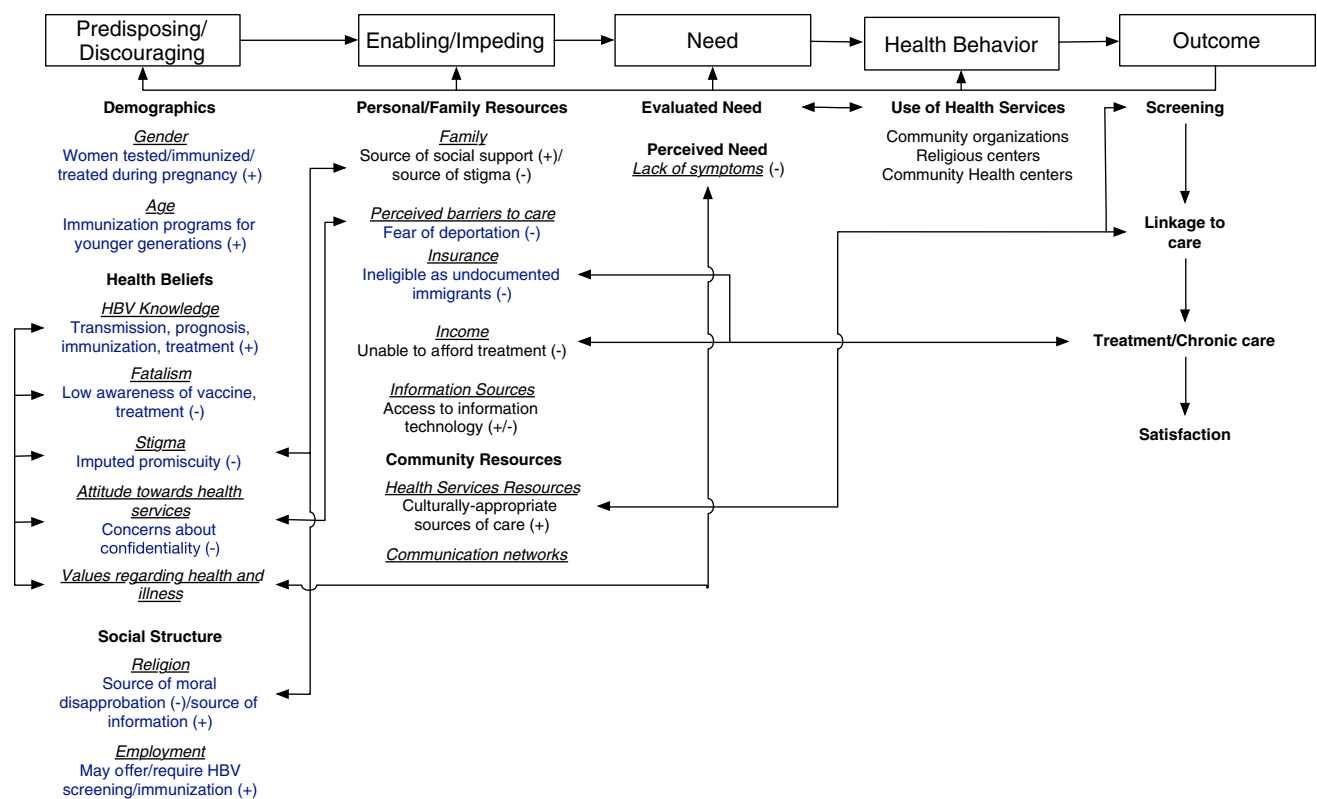 Predisposing/
Discouraging
Enabling/Impeding
Need
Health Behavior
Outcome
Demographics
Gender
Women tested/immunized/
treated during pregnancy (+)
Age
Immunization programs for
younger generations (+)
Health Beliefs
HBV Knowledge
Transmission, prognosis,
immunization, treatment (+)
Fatalism
Low awareness of vaccine,
treatment (-)
Stigma
Imputed promiscuity (-)
Attitude towards health
services
Concerns about
confidentiality (-)
Values regarding health and
illness
Social Structure
Religion
Source of moral
disapprobation (-)/source of
information (+)
Employment
May offer/require HBV
screening/immunization (+)
Personal/Family Resources
Family
Source of social support (+)/
source of stigma (-)
Perceived barriers to care
Fear of deportation (-)
Insurance
Ineligible as undocumented
immigrants (-)
Income
Unable to afford treatment (-)
Information Sources
Access to information
technology (+/-)
Community Resources
Health Services Resources
Culturally-appropriate
sources of care (+)
Communication networks
Evaluated Need
Perceived Need
Lack of symptoms (-)
Use of Health Services
Community organizations
Religious centers
Community Health centers
Screening
Linkage to
care
Treatment/Chronic care
Satisfaction